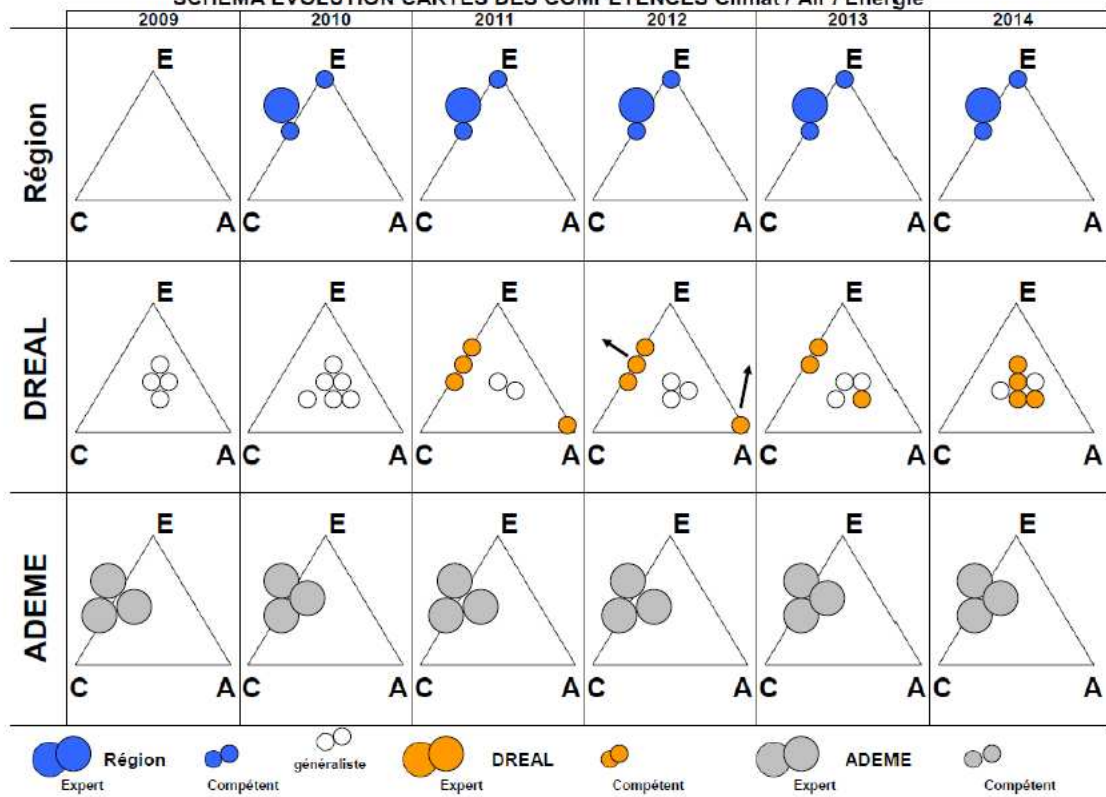 SCHEMA EVOLUTION CARTES DES COMPETENCES Climat / Air / Energie
2009 2010 2011 2012 2013 2014
Région
E E E E E E
C A C A C A C A C A C A
DREAL
E E E E E E
C A C A C A C A C A C A
ADEME
E E E E E E
C A C A C A C A C A C A
Région généraliste DREAL ADEME
Expert Compétent Expert Compétent Expert Compétent